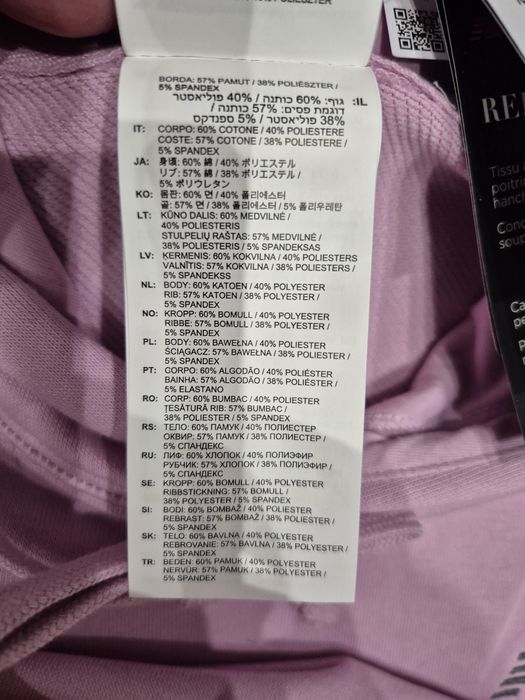 BORDA: 57% PAMUT / 38% POLIÉSZTER /
5% SPANDEX
IL: גוף: 60% כותנה / 40% פוליאסטר
דוגמת פסים: 57% כותנה /
38% פוליאסטר / 5% ספנדקס
IT: CORPO: 60% COTONE / 40% POLIESTERE
COSTE: 57% COTONE / 38% POLIESTERE /
5% SPANDEX
JA: 身頃: 60% 綿 / 40% ポリエステル
リブ: 57% 綿 / 38% ポリエステル /
5% ポリウレタン
KO: 몸판: 60% 면 / 40% 폴리에스터
골: 57% 면 / 38% 폴리에스터 / 5% 폴리우레탄
LT: KŪNO DALIS: 60% MEDVILNĖ /
40% POLIESTERIS
STULPELIŲ RAŠTAS: 57% MEDVILNĖ /
38% POLIESTERIS / 5% SPANDEKSAS
LV: ĶERMENIS: 60% KOKVILNA / 40% POLIESTERS
VALNĪTIS: 57% KOKVILNA / 38% POLIESTERS /
5% SPANDEKSS
NL: BODY: 60% KATOEN / 40% POLYESTER
RIB: 57% KATOEN / 38% POLYESTER /
5% SPANDEX
NO: KROPP: 60% BOMULL / 40% POLYESTER
RIBBE: 57% BOMULL / 38% POLYESTER /
5% SPANDEX
PL: BODY: 60% BAWEŁNA / 40% POLIESTER
ŚCIĄGACZ: 57% BAWEŁNA / 38% POLIESTER /
5% SPANDEX
PT: CORPO: 60% ALGODÃO / 40% POLIÉSTER
BAINHA: 57% ALGODÃO / 38% POLIÉSTER /
5% ELASTANO
RO: CORP: 60% BUMBAC / 40% POLIESTER
ȚESĂTURĂ RIB: 57% BUMBAC /
38% POLIESTER / 5% SPANDEX
RS: ТЕЛО: 60% ПАМУК / 40% ПОЛИЕСТЕР
ОКВИР: 57% ПАМУК / 38% ПОЛИЕСТЕР /
5% СПАНДЕКС
RU: ЛИФ: 60% ХЛОПОК / 40% ПОЛИЭФИР
РУБЧИК: 57% ХЛОПОК / 38% ПОЛИЭФИР /
5% СПАНДЕКС
SE: KROPP: 60% BOMULL / 40% POLYESTER
RIBBSTICKNING: 57% BOMULL /
38% POLYESTER / 5% SPANDEX
SI: BODI: 60% BOMBAŽ / 40% POLIESTER
REBRAST: 57% BOMBAŽ / 38% POLIESTER /
5% SPANDEX
SK: TELO: 60% BAVLNA / 40% POLYESTER
REBROVANIE: 57% BAVLNA / 38% POLYESTER /
5% SPANDEX
TR: BEDEN: 60% PAMUK / 40% POLYESTER
NERVÜR: 57% PAMUK / 38% POLYESTER /
5% SPANDEX
Tissu